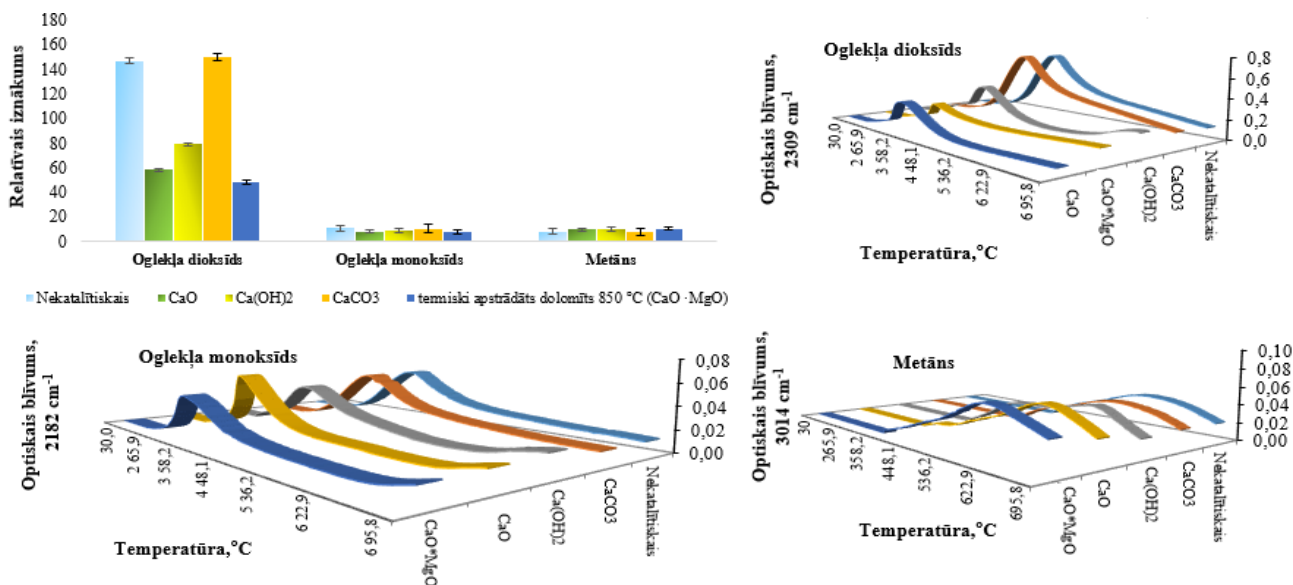 180
160
140
120
100
80
60
40
20
0
Relatīvais iznākums
Oglekļa dioksīds
Oglekļa monoksīds
Metāns
Nekatalītiskais
CaO
Ca(OH)2
CaCO3
termiski apstrādāts dolomīts 850 °C (CaO ·MgO)
Oglekļa dioksīds
Optiskais blīvums,
2309 cm-1
0,8
0,6
0,4
0,2
0,0
30,0
2 65,9
3 58,2
4 48,1
5 36,2
6 22,9
6 95,8
CaO
CaO*MgO
Ca(OH)2
CaCO3
Nekatalītiskais
Temperatūra,°C
Oglekļa monoksīds
Optiskais blīvums,
2182 cm-1
0,08
0,06
0,04
0,02
0,00
30,0
2 65,9
3 58,2
4 48,1
5 36,2
6 22,9
6 95,8
CaO*MgO
CaO
Ca(OH)2
CaCO3
Nekatalītiskais
Temperatūra,°C
Metāns
Optiskais blīvums,
3014 cm-1
0,10
0,08
0,06
0,04
0,02
0,00
30,
265,9
358,2
448,1
536,2
622,9
695,8
CaO*MgO
CaO
Ca(OH)2
CaCO3
Nekatalītiskais
Temperatūra,°C